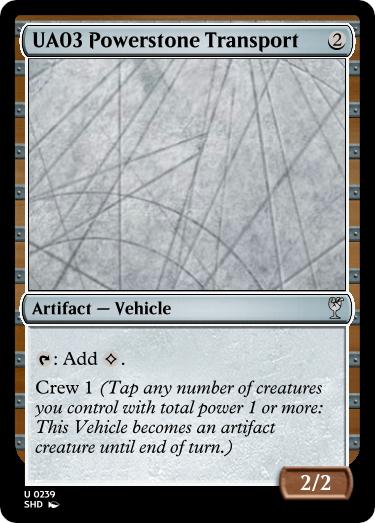 UA03 Powerstone Transport 2
Artifact — Vehicle
: Add .
Crew 1 (Tap any number of creatures
you control with total power 1 or more:
This Vehicle becomes an artifact
creature until end of turn.)
2/2
U 0239
SHD